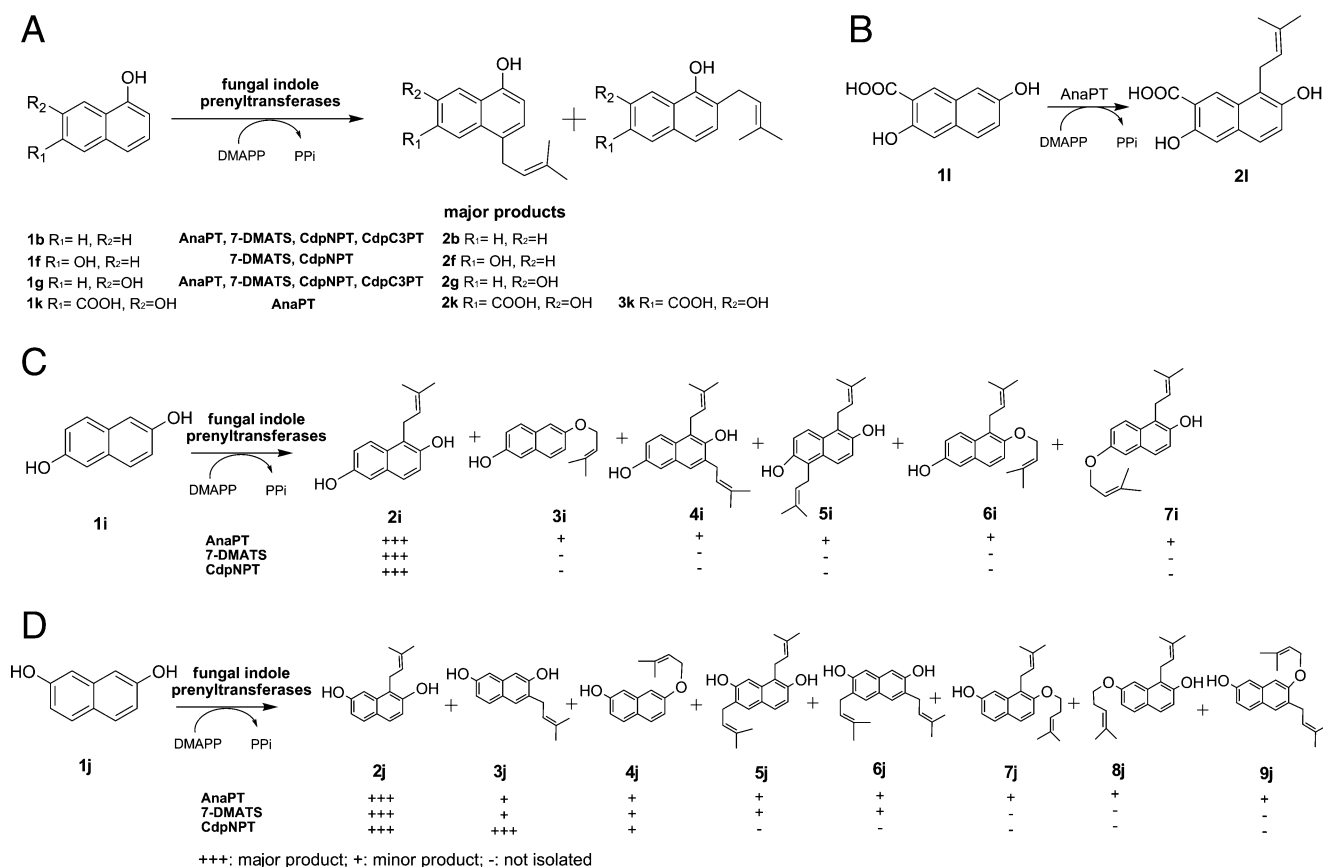 A
B
OH
R₂
R₁
fungal indole
prenyltransferases
DMAPP
PPi
OH
R₂
R₁
+
OH
R₂
R₁
HOOC
HO
OH
1l
AnaPT
DMAPP
PPi
HOOC
HO
OH
2l
major products
1b R₁= H, R₂=H
AnaPT, 7-DMATS, CdpNPT, CdpC3PT
2b R₁= H, R₂=H
1f R₁= OH, R₂=H
7-DMATS, CdpNPT
2f R₁= OH, R₂=H
1g R₁= H, R₂=OH
AnaPT, 7-DMATS, CdpNPT, CdpC3PT
2g R₁= H, R₂=OH
1k R₁= COOH, R₂=OH
AnaPT
2k R₁= COOH, R₂=OH
3k R₁= COOH, R₂=OH
C
OH
HO
1i
fungal indole
prenyltransferases
DMAPP
PPi
OH
HO
2i
+
O
HO
3i
+
OH
HO
4i
+
OH
HO
5i
+
O
HO
6i
+
OH
O
7i
AnaPT +++ + + + + +
7-DMATS +++ - - - - -
CdpNPT +++ - - - - -
D
HO
OH
1j
fungal indole
prenyltransferases
DMAPP
PPi
HO
OH
2j
+
HO
OH
3j
+
HO
O
4j
+
HO
OH
5j
+
HO
OH
6j
+
HO
O
7j
+
O
OH
8j
+
HO
O
9j
AnaPT +++ + + + + + + +
7-DMATS +++ + + + + - - -
CdpNPT +++ +++ + - - - - -
+++: major product; +: minor product; -: not isolated